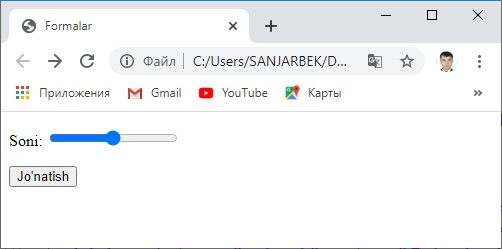 Formalar
Файл C:/Users/SANJARBEK/D...
Приложения Gmail YouTube Карты
Soni:
Jo'natish